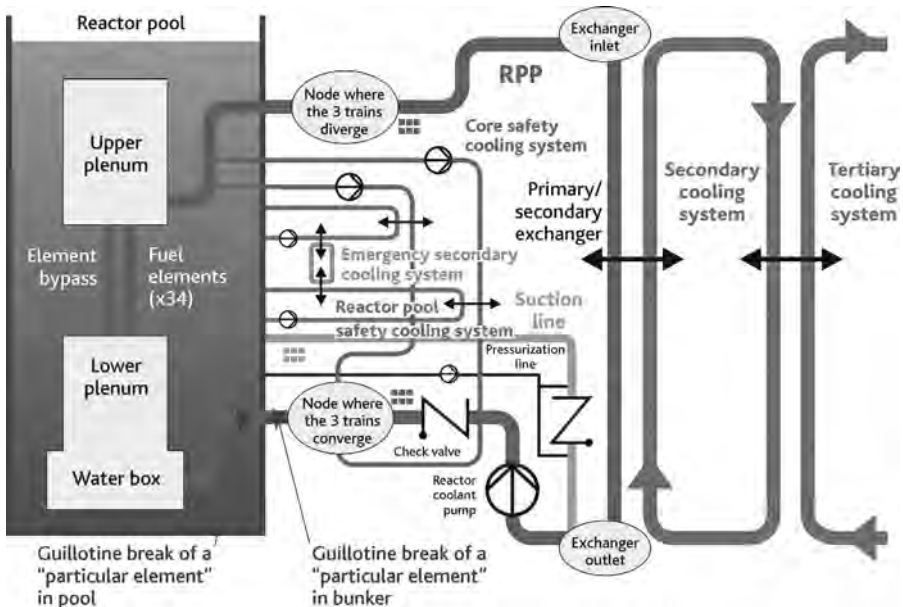 Reactor pool
Exchanger
inlet
RPP
Node where
the 3 trains
diverge
Upper
plenum
Core safety
cooling system
Primary/
secondary
exchanger
Secondary
cooling
system
Tertiary
cooling
system
Element
bypass
Fuel
elements
(x34)
Emergency secondary
cooling system
Reactor pool
safety cooling system
Suction
line
Pressurization
line
Lower
plenum
Node where
the 3 trains
converge
Check valve
Water box
Reactor
coolant
pump
Exchanger
outlet
Guillotine break of a
“particular element”
in pool
Guillotine break of a
“particular element”
in bunker